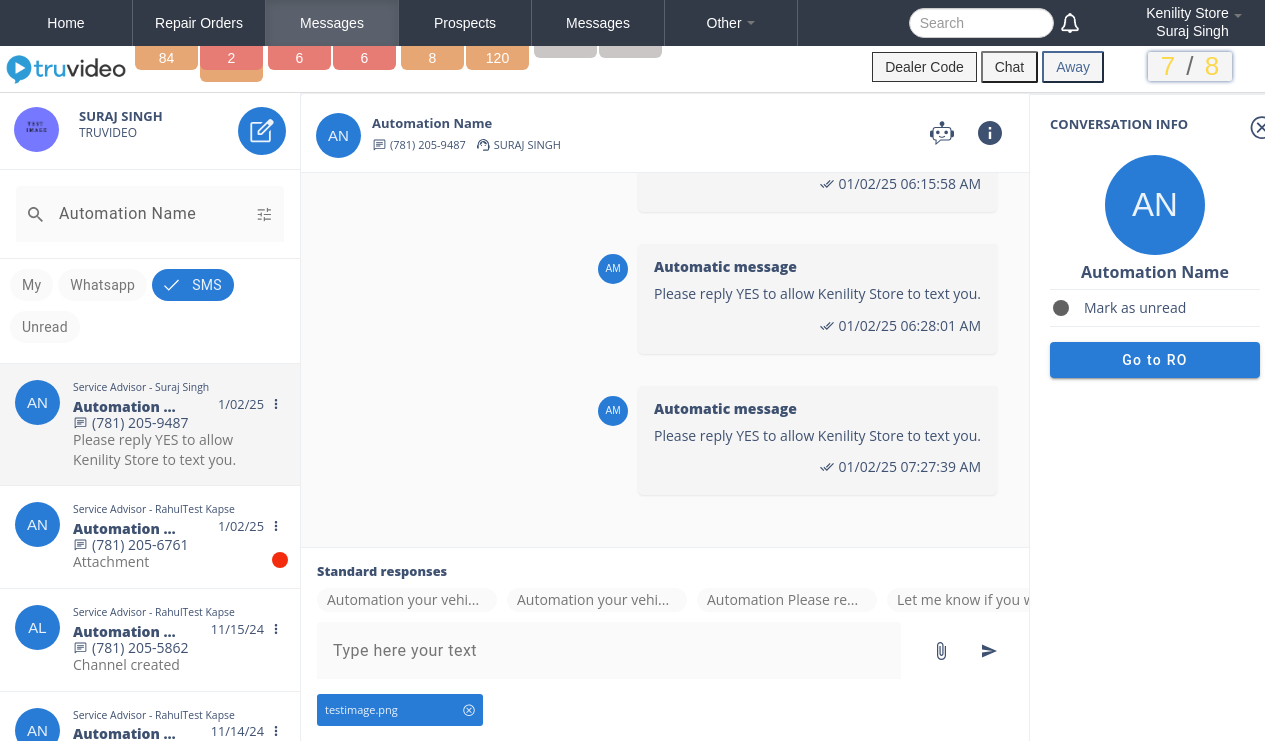 Home
Repair Orders
Messages
Prospects
Messages
Other
Search
Kenility Store
Suraj Singh
truvideo
84
2
6
6
8
120
Dealer Code
Chat
Away
7 / 8
SURAJ SINGH
TRUVIDEO
TEST
IMAGE
Automation Name
My
Whatsapp
SMS
Unread
AN
Service Advisor - Suraj Singh
Automation ...
1/02/25
(781) 205-9487
Please reply YES to allow
Kenility Store to text you.
AN
Service Advisor - RahulTest Kapse
Automation ...
1/02/25
(781) 205-6761
Attachment
AL
Service Advisor - RahulTest Kapse
Automation ...
11/15/24
(781) 205-5862
Channel created
AN
Service Advisor - RahulTest Kapse
Automation ...
11/14/24
AN
Automation Name
(781) 205-9487
SURAJ SINGH
01/02/25 06:15:58 AM
AM
Automatic message
Please reply YES to allow Kenility Store to text you.
01/02/25 06:28:01 AM
AM
Automatic message
Please reply YES to allow Kenility Store to text you.
01/02/25 07:27:39 AM
Standard responses
Automation your vehi...
Automation your vehi...
Automation Please re...
Let me know if you w
Type here your text
testimage.png
CONVERSATION INFO
AN
Automation Name
Mark as unread
Go to RO